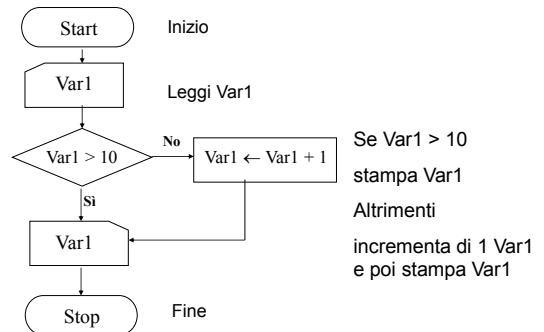 Start
Inizio
Var1
Leggi Var1
Var1 > 10
No
Var1 ← Var1 + 1
Se Var1 > 10
stampa Var1
Altrimenti
incrementa di 1 Var1
e poi stampa Var1
Sì
Var1
Stop
Fine